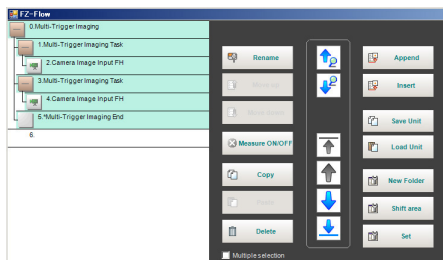 FZ-Flow
0.Multi-Trigger Imaging
1.Multi-Trigger Imaging Task
2.Camera Image Input FH
3.Multi-Trigger Imaging Task
4.Camera Image Input FH
5.*Multi-Trigger Imaging End
6.
Rename
Measure ON/OFF
Copy
Paste
Delete
Multiple selection
Append
Insert
Save Unit
Load Unit
New Folder
Shift area
Set